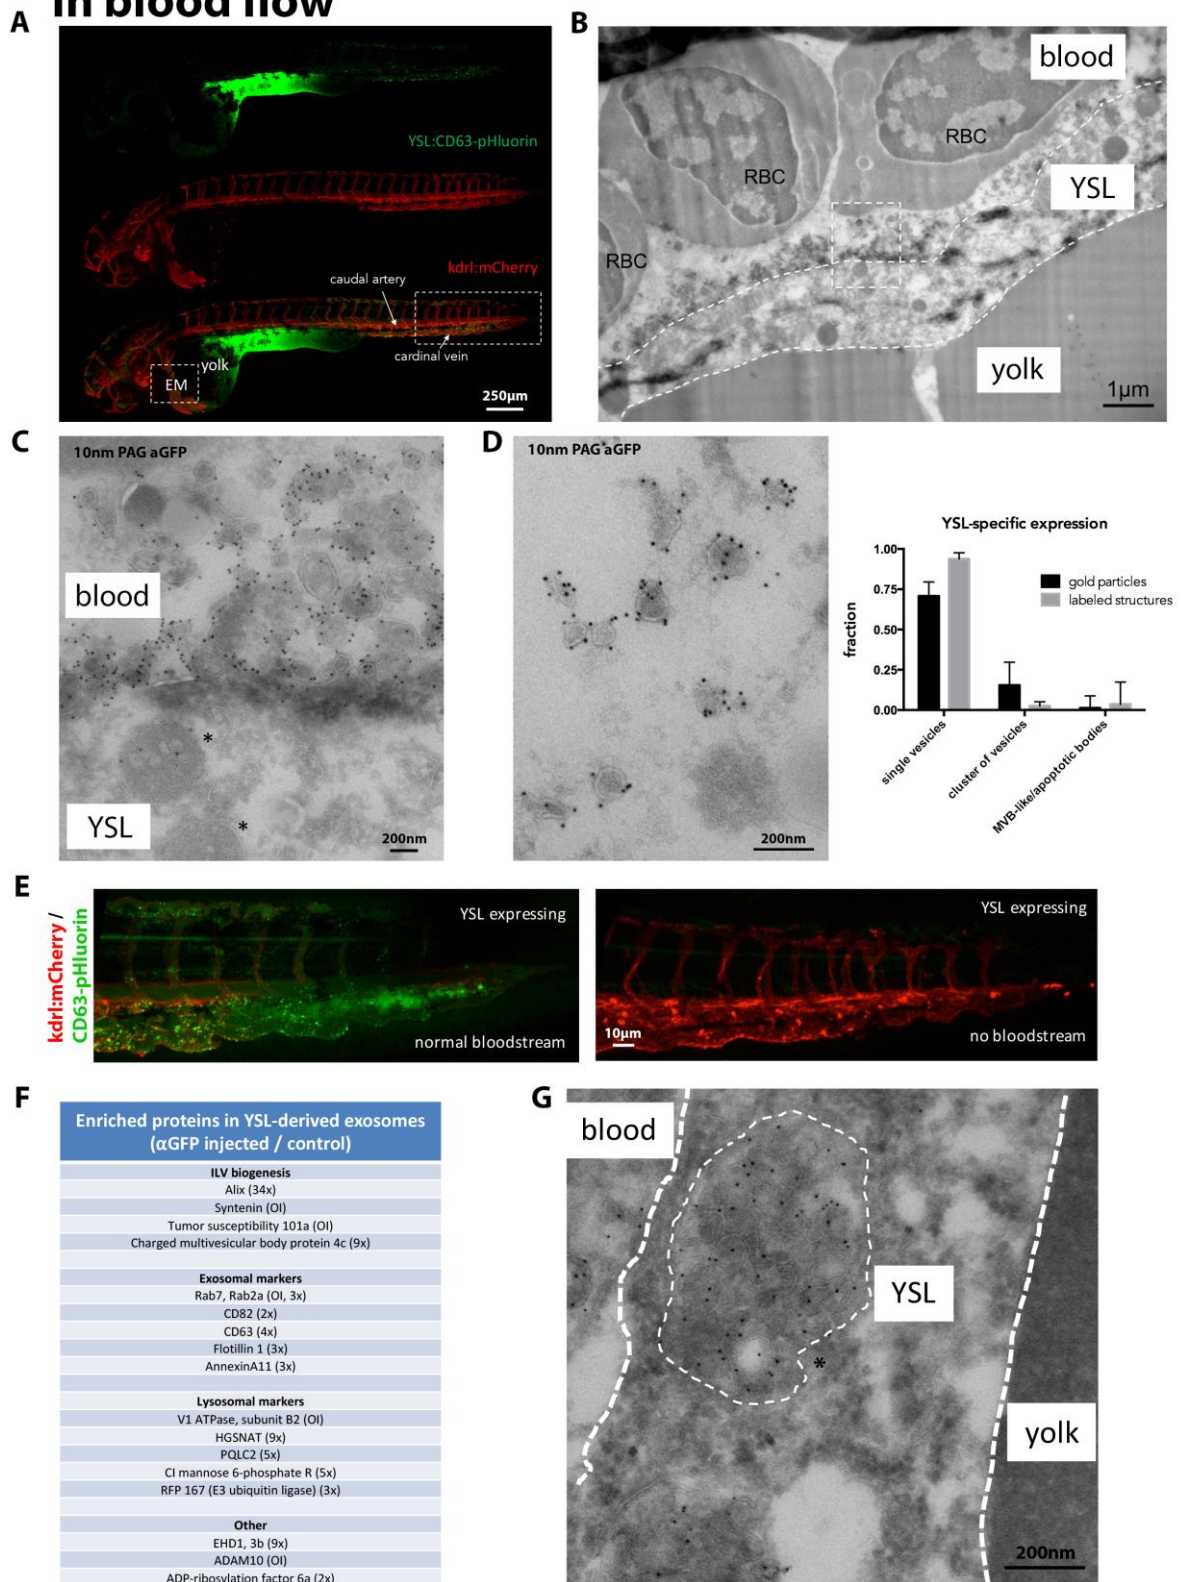 in blood flow
A
YSL:CD63-pHluorin
kdrl:mCherry
caudal artery
cardinal vein
yolk
EM
250µm
B
blood
RBC
RBC
YSL
RBC
yolk
1µm
C
10nm PAG aGFP
blood
*
YSL
*
200nm
D
10nm PAG aGFP
200nm
YSL-specific expression
1.00
0.75
0.50
0.25
0.00
fraction
gold particles
labeled structures
single vesicles
cluster of vesicles
MVB-like/apoptotic bodies
E
kdrl:mCherry /
CD63-pHluorin
YSL expressing
normal bloodstream
YSL expressing
10µm
no bloodstream
F
Enriched proteins in YSL-derived exosomes
(αGFP injected / control)
ILV biogenesis
Alix (34x)
Syntenin (OI)
Tumor susceptibility 101a (OI)
Charged multivesicular body protein 4c (9x)
Exosomal markers
Rab7, Rab2a (OI, 3x)
CD82 (2x)
CD63 (4x)
Flotillin 1 (3x)
AnnexinA11 (3x)
Lysosomal markers
V1 ATPase, subunit B2 (OI)
HGSNAT (9x)
PQLC2 (5x)
CI mannose 6-phosphate R (5x)
RFP 167 (E3 ubiquitin ligase) (3x)
Other
EHD1, 3b (9x)
ADAM10 (OI)
ADP-ribosylation factor 6a (2x)
G
blood
YSL
*
yolk
200nm